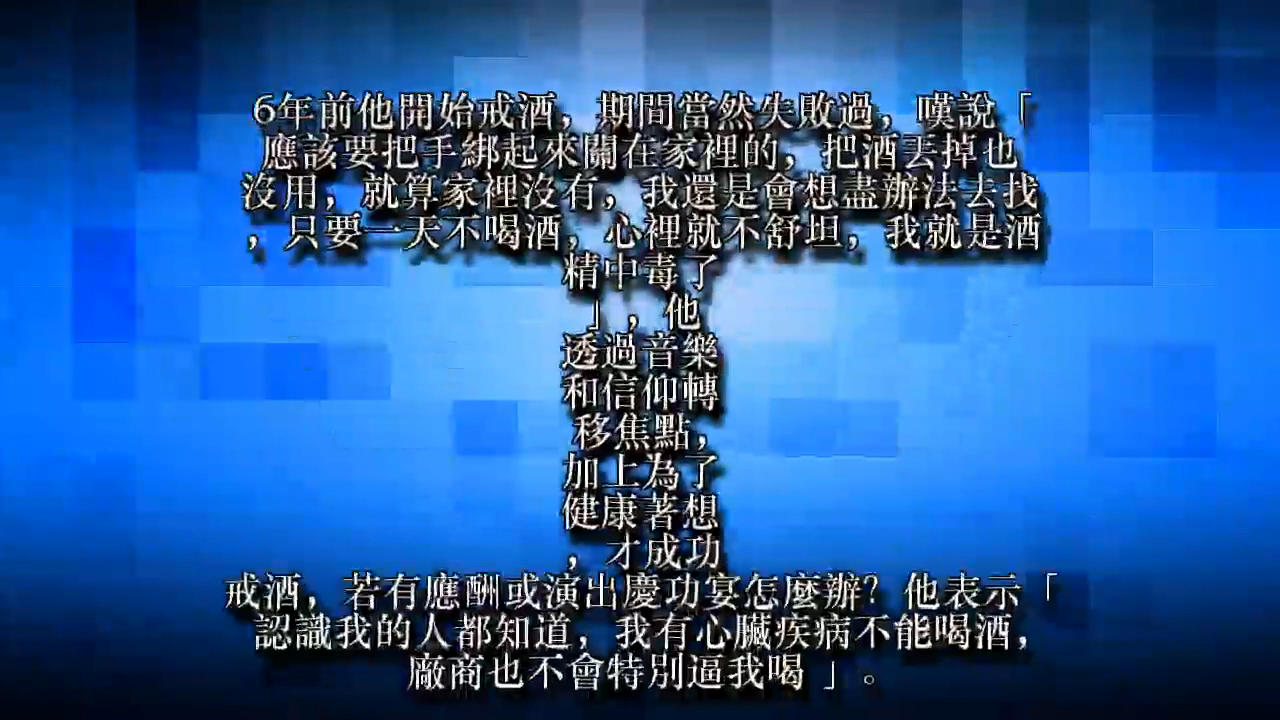 6年前他開始戒酒，期間當然失敗過，嘆說「
應該要把手綁起來關在家裡的，把酒丟掉也
沒用，就算家裡沒有，我還是會想盡辦法去找
，只要一天不喝酒，心裡就不舒坦，我就是酒
精中毒了
」，他
透過音樂
和信仰轉
移焦點，
加上為了
健康著想
，才成功
戒酒，若有應酬或演出慶功宴怎麼辦？他表示「
認識我的人都知道，我有心臟疾病不能喝酒，
廠商也不會特別逼我喝 」。